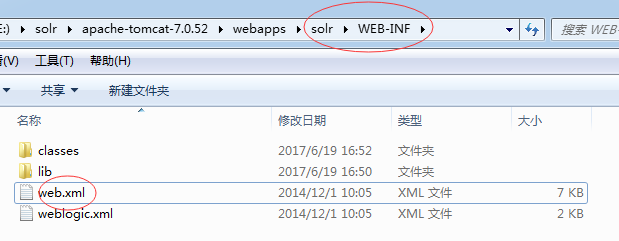 E:) ▸ solr ▸ apache-tomcat-7.0.52 ▸ webapps ▸ solr ▸ WEB-INF ▸ 搜索 WEB-
(V) 工具(T) 帮助(H)
共享 新建文件夹
名称 修改日期 类型 大小
classes 2017/6/19 16:52 文件夹
lib 2017/6/19 16:50 文件夹
web.xml 2014/12/1 10:05 XML 文件 7 KB
weblogic.xml 2014/12/1 10:05 XML 文件 2 KB